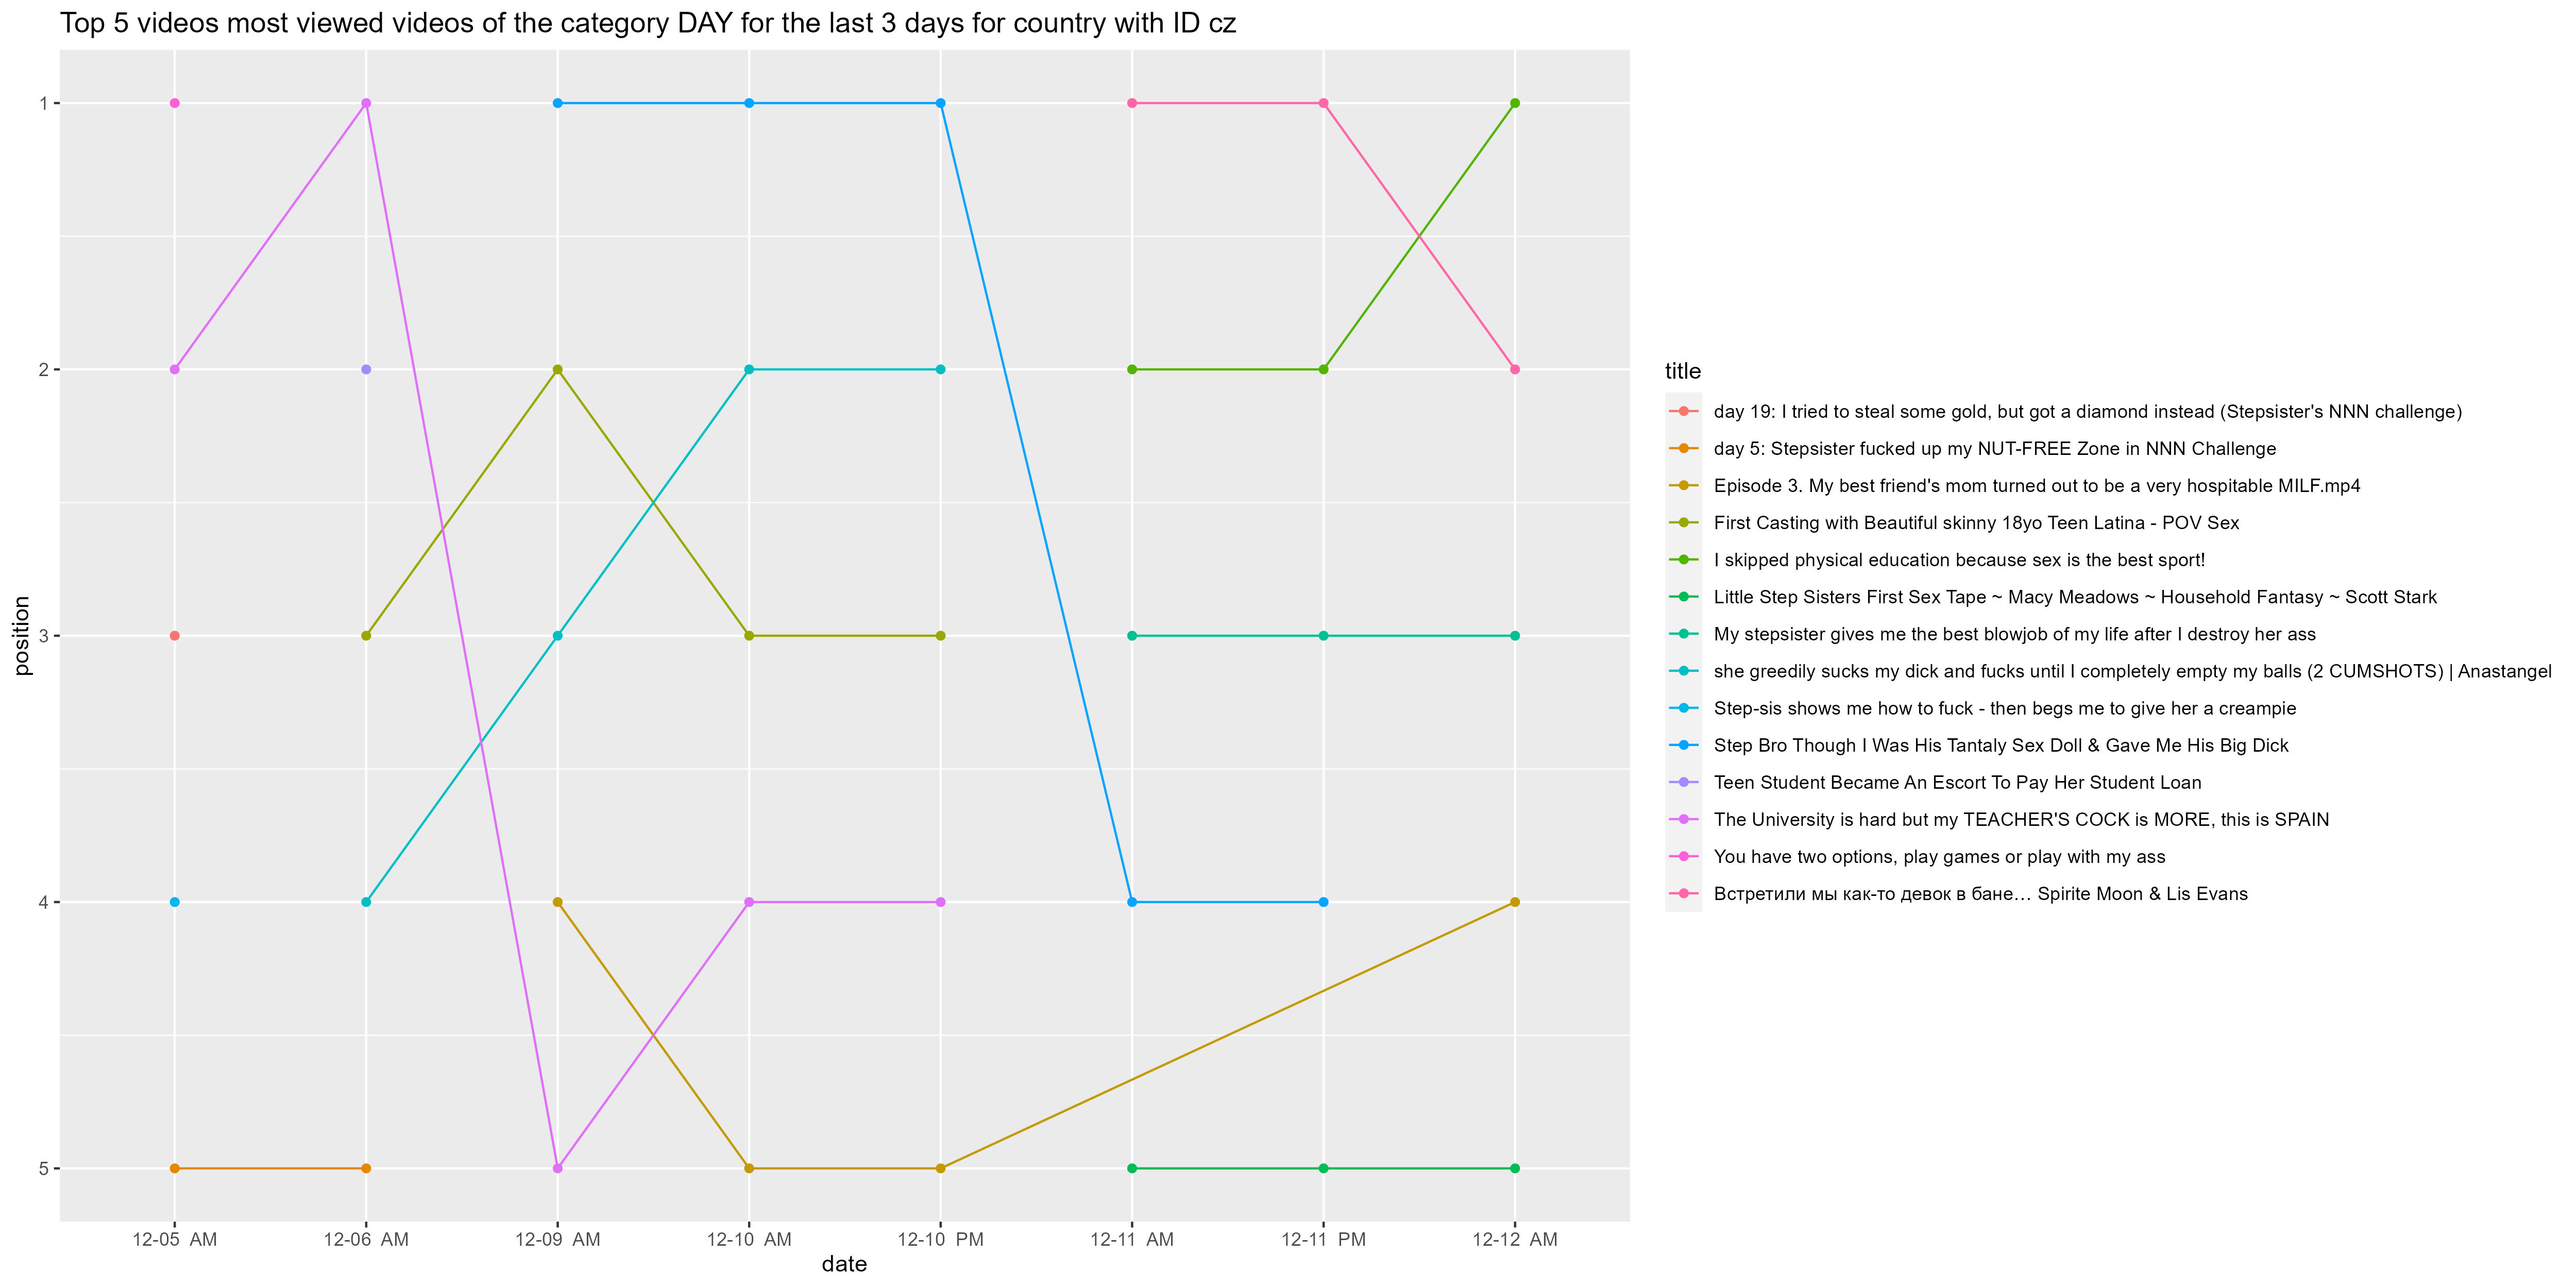 Top 5 videos most viewed videos of the category DAY for the last 3 days for country with ID cz
position
1
2
3
4
5
12-05 AM
12-06 AM
12-09 AM
12-10 AM
12-10 PM
12-11 AM
12-11 PM
12-12 AM
date
title
day 19: I tried to steal some gold, but got a diamond instead (Stepsister's NNN challenge)
day 5: Stepsister fucked up my NUT-FREE Zone in NNN Challenge
Episode 3. My best friend's mom turned out to be a very hospitable MILF.mp4
First Casting with Beautiful skinny 18yo Teen Latina - POV Sex
I skipped physical education because sex is the best sport!
Little Step Sisters First Sex Tape ~ Macy Meadows ~ Household Fantasy ~ Scott Stark
My stepsister gives me the best blowjob of my life after I destroy her ass
she greedily sucks my dick and fucks until I completely empty my balls (2 CUMSHOTS) | Anastangel
Step-sis shows me how to fuck - then begs me to give her a creampie
Step Bro Though I Was His Tantaly Sex Doll & Gave Me His Big Dick
Teen Student Became An Escort To Pay Her Student Loan
The University is hard but my TEACHER'S COCK is MORE, this is SPAIN
You have two options, play games or play with my ass
Встретили мы как-то девок в бане… Spirite Moon & Lis Evans